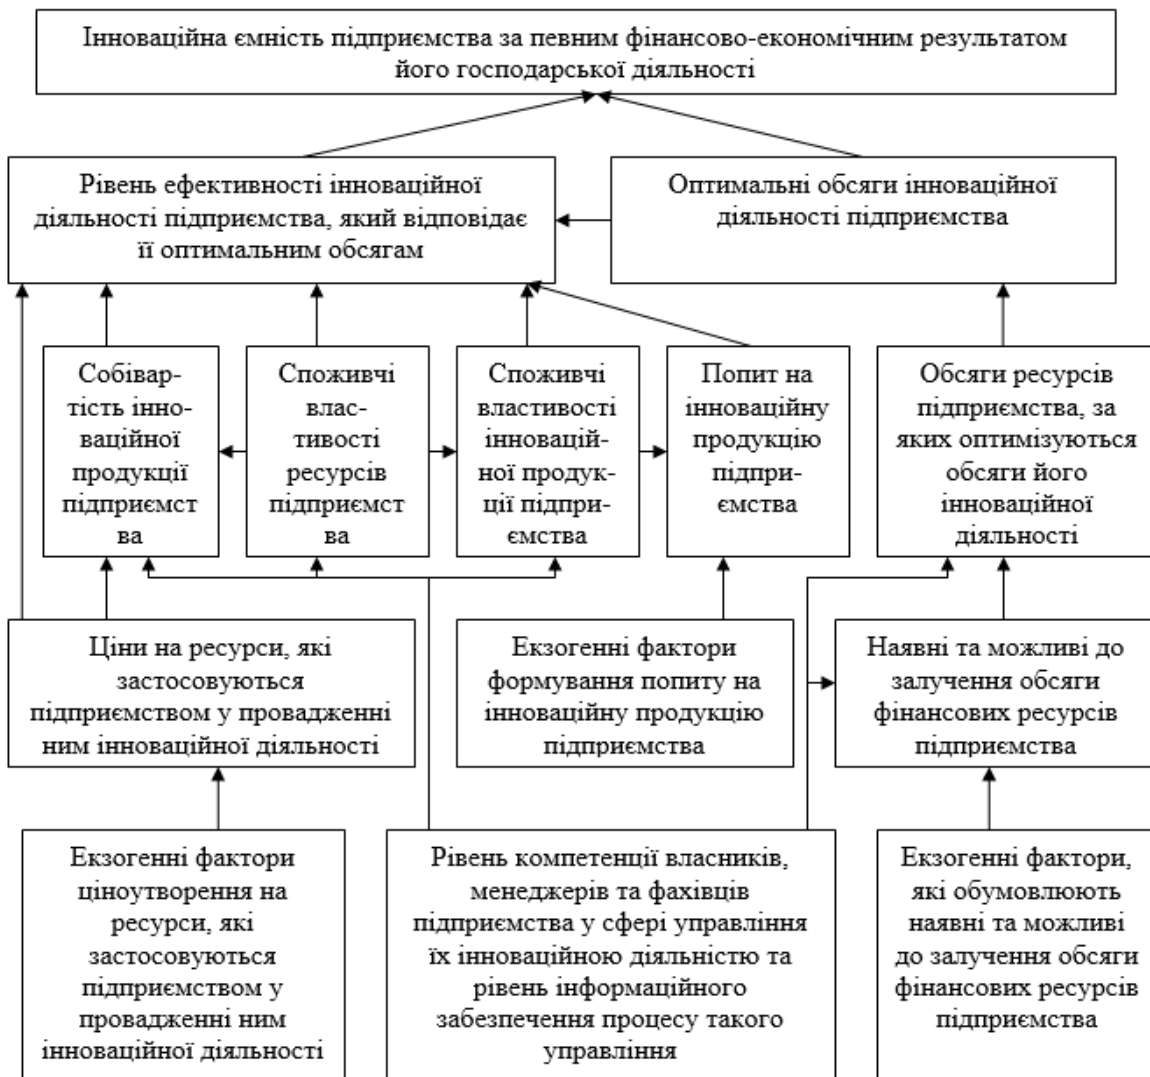 Інноваційна ємність підприємства за певним фінансово-економічним результатом
його господарської діяльності
Рівень ефективності інноваційної
діяльності підприємства, який відповідає
її оптимальним обсягам
Оптимальні обсяги інноваційної
діяльності підприємства
Собівар-
тість інно-
ваційної
продукції
підприємст
ва
Споживчі
влас-
тивості
ресурсів
підприємст
ва
Споживчі
властивості
інновацій-
ної продук-
ції підпри-
ємства
Попит на
інноваційну
продукцію
підпри-
ємства
Обсяги ресурсів
підприємства, за
яких оптимізуються
обсяги його
інноваційної
діяльності
Ціни на ресурси, які
застосовуються
підприємством у провадженні
ним інноваційної діяльності
Екзогенні фактори
формування попиту на
інноваційну продукцію
підприємства
Наявні та можливі до
залучення обсяги
фінансових ресурсів
підприємства
Екзогенні фактори
ціноутворення на
ресурси, які
застосовуються
підприємством у
провадженні ним
інноваційної діяльності
Рівень компетенції власників,
менеджерів та фахівців
підприємства у сфері управління
їх інноваційною діяльністю та
рівень інформаційного
забезпечення процесу такого
управління
Екзогенні фактори,
які обумовлюють
наявні та можливі
до залучення обсяги
фінансових ресурсів
підприємства